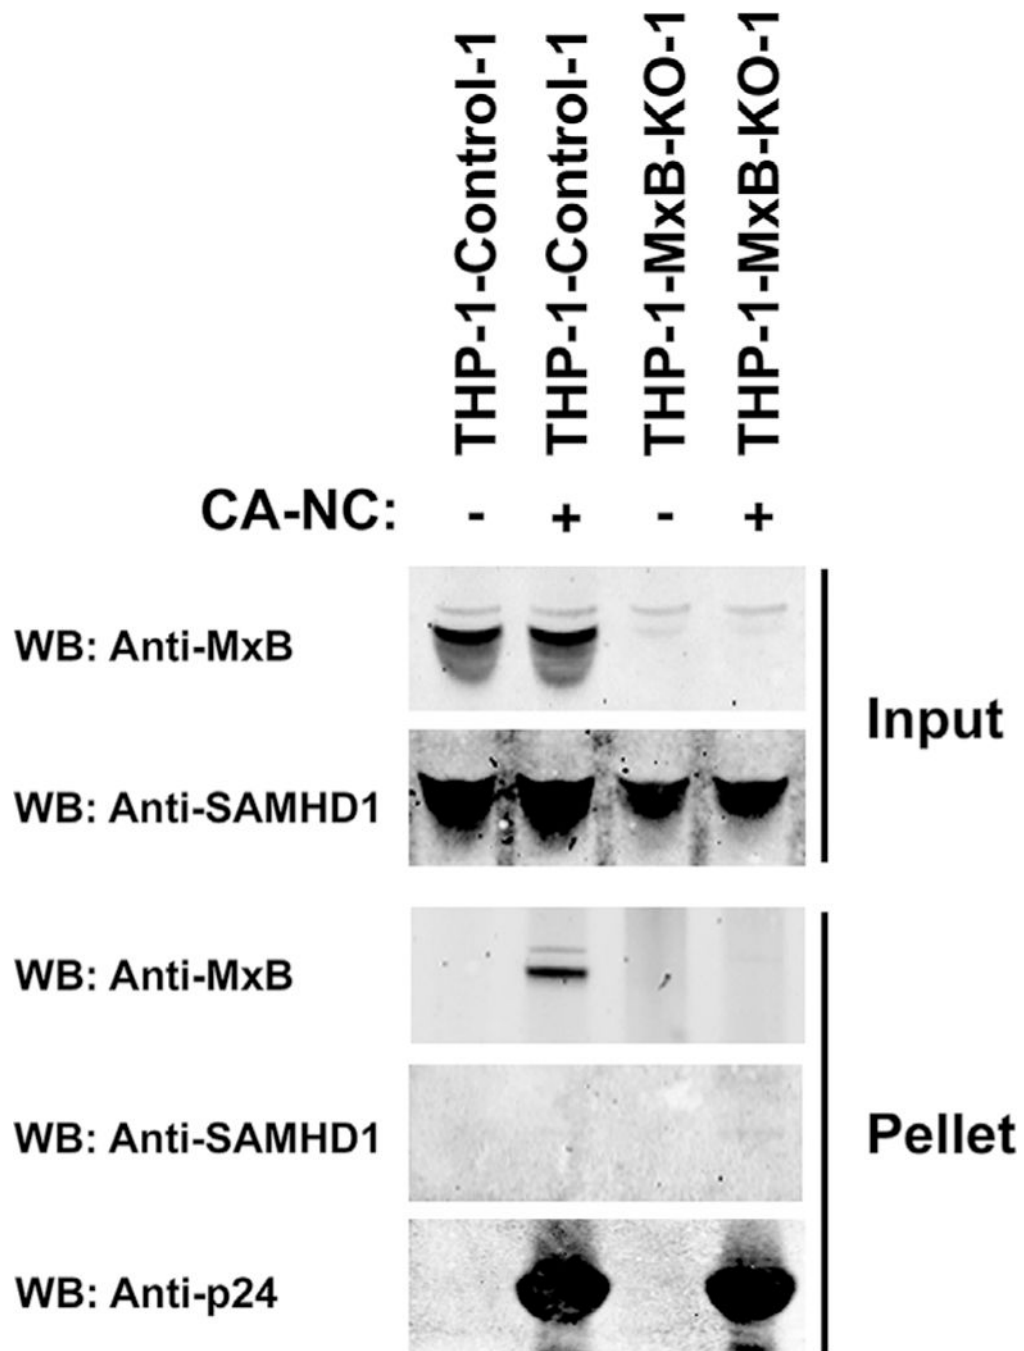 THP-1-Control-1
THP-1-Control-1
THP-1-MxB-KO-1
THP-1-MxB-KO-1
CA-NC: - + - +
WB: Anti-MxB
WB: Anti-SAMHD1
Input
WB: Anti-MxB
WB: Anti-SAMHD1
WB: Anti-p24
Pellet